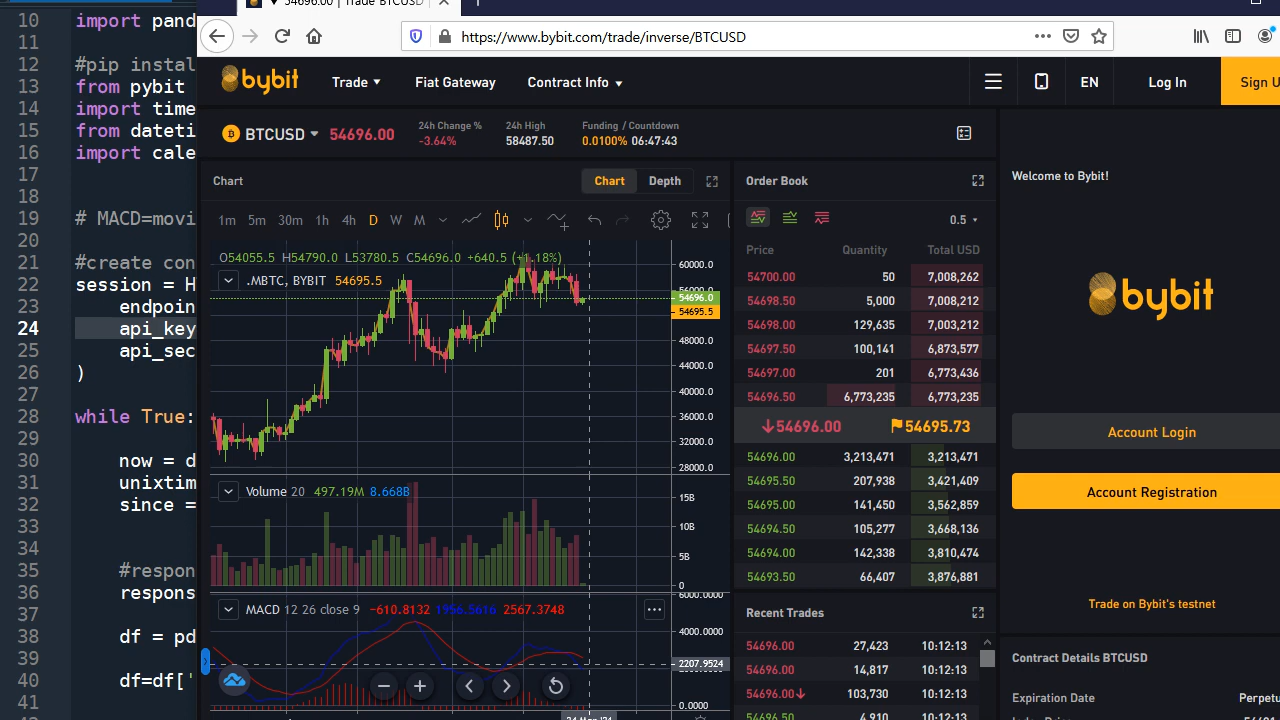 10 import pand
11
12 #pip instal
13 from pybit
14 import time
15 from dateti
16 import cale
17
18
19 # MACD=movi
20
21 #create con
22 session = H
23 endpoin
24 api_key
25 api_sec
26 )
27
28 while True:
29
30 now = d
31 unixtim
32 since =
33
34
35 #respon
36 respons
37
38 df = pd
39
40 df=df['
41
54696.00 | Trade BTCUSD
https://www.bybit.com/trade/inverse/BTCUSD
bybit Trade Fiat Gateway Contract Info EN Log In Sign U
BTCUSD 54696.00
24h Change %
-3.64%
24h High
58487.50
Funding / Countdown
0.0100% 06:47:43
Chart Chart Depth
1m 5m 30m 1h 4h D W M
O54055.5 H54790.0 L53780.5 C54696.0 +640.5 (+1.18%)
.MBTC, BYBIT 54695.5
60000.0
56000.0
54696.0
54695.5
48000.0
44000.0
40000.0
36000.0
32000.0
28000.0
Volume 20 497.19M 8.668B
15B
10B
5B
0
MACD 12 26 close 9 −610.8132 1956.5616 2567.3748
6000.0000
4000.0000
2207.9524
0.0000
Order Book
0.5
Price Quantity Total USD
54700.00 50 7,008,262
54698.50 5,000 7,008,212
54698.00 129,635 7,003,212
54697.50 100,141 6,873,577
54697.00 201 6,773,436
54696.50 6,773,235 6,773,235
54696.00 54695.73
54696.00 3,213,471 3,213,471
54695.50 207,938 3,421,409
54695.00 141,450 3,562,859
54694.50 105,277 3,668,136
54694.00 142,338 3,810,474
54693.50 66,407 3,876,881
Recent Trades
54696.00 27,423 10:12:13
54696.00 14,817 10:12:13
54696.00 103,730 10:12:13
54696.00 4,910 10:12:13
Welcome to Bybit!
bybit
Account Login
Account Registration
Trade on Bybit's testnet
Contract Details BTCUSD
Expiration Date Perpetu